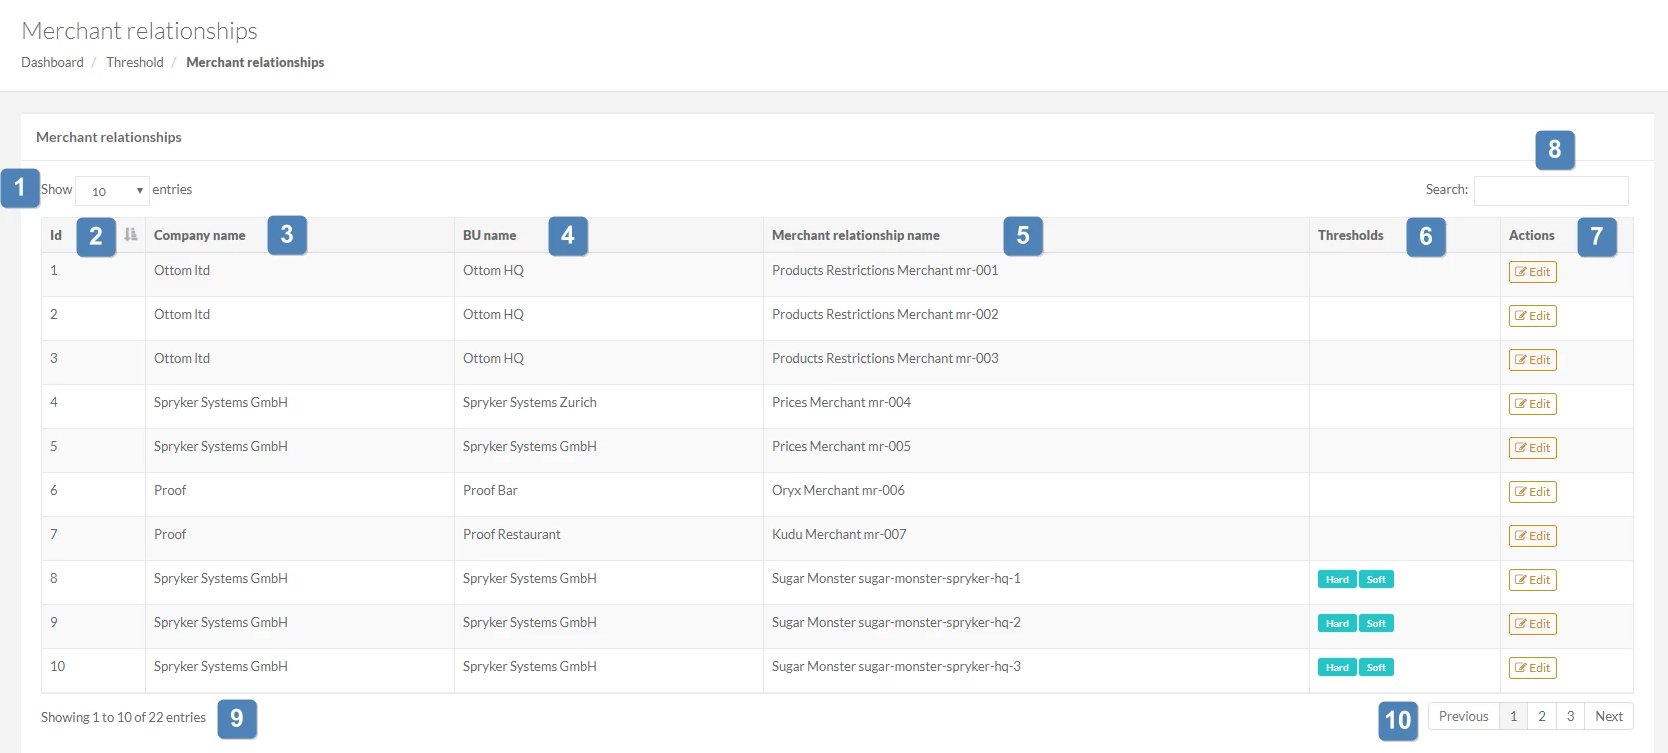 Merchant relationships
Dashboard / Threshold / Merchant relationships
Merchant relationships
8
1 Show 10 entries Search:
Id 2 Company name 3 BU name 4 Merchant relationship name 5 Thresholds 6 Actions 7
1 Ottom ltd Ottom HQ Products Restrictions Merchant mr-001 Edit
2 Ottom ltd Ottom HQ Products Restrictions Merchant mr-002 Edit
3 Ottom ltd Ottom HQ Products Restrictions Merchant mr-003 Edit
4 Spryker Systems GmbH Spryker Systems Zurich Prices Merchant mr-004 Edit
5 Spryker Systems GmbH Spryker Systems GmbH Prices Merchant mr-005 Edit
6 Proof Proof Bar Oryx Merchant mr-006 Edit
7 Proof Proof Restaurant Kudu Merchant mr-007 Edit
8 Spryker Systems GmbH Spryker Systems GmbH Sugar Monster sugar-monster-spryker-hq-1 Hard Soft Edit
9 Spryker Systems GmbH Spryker Systems GmbH Sugar Monster sugar-monster-spryker-hq-2 Hard Soft Edit
10 Spryker Systems GmbH Spryker Systems GmbH Sugar Monster sugar-monster-spryker-hq-3 Hard Soft Edit
Showing 1 to 10 of 22 entries 9 10 Previous 1 2 3 Next